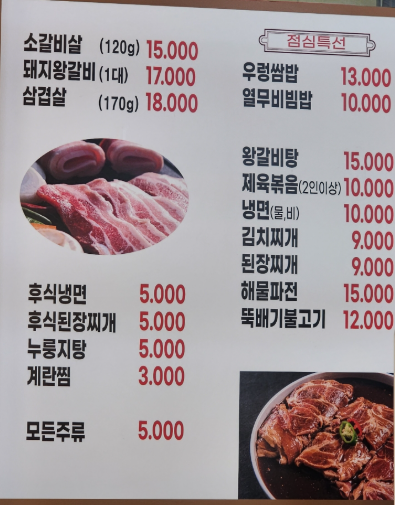 소갈비살 (120g) 15.000
돼지왕갈비 (1대) 17.000
삼겹살 (170g) 18.000
후식냉면 5.000
후식된장찌개 5.000
누룽지탕 5.000
계란찜 3.000
모든주류 5.000
점심특선
우렁쌈밥 13.000
열무비빔밥 10.000
왕갈비탕 15.000
제육볶음(2인이상) 10.000
냉면(물,비) 10.000
김치찌개 9.000
된장찌개 9.000
해물파전 15.000
뚝배기불고기 12.000